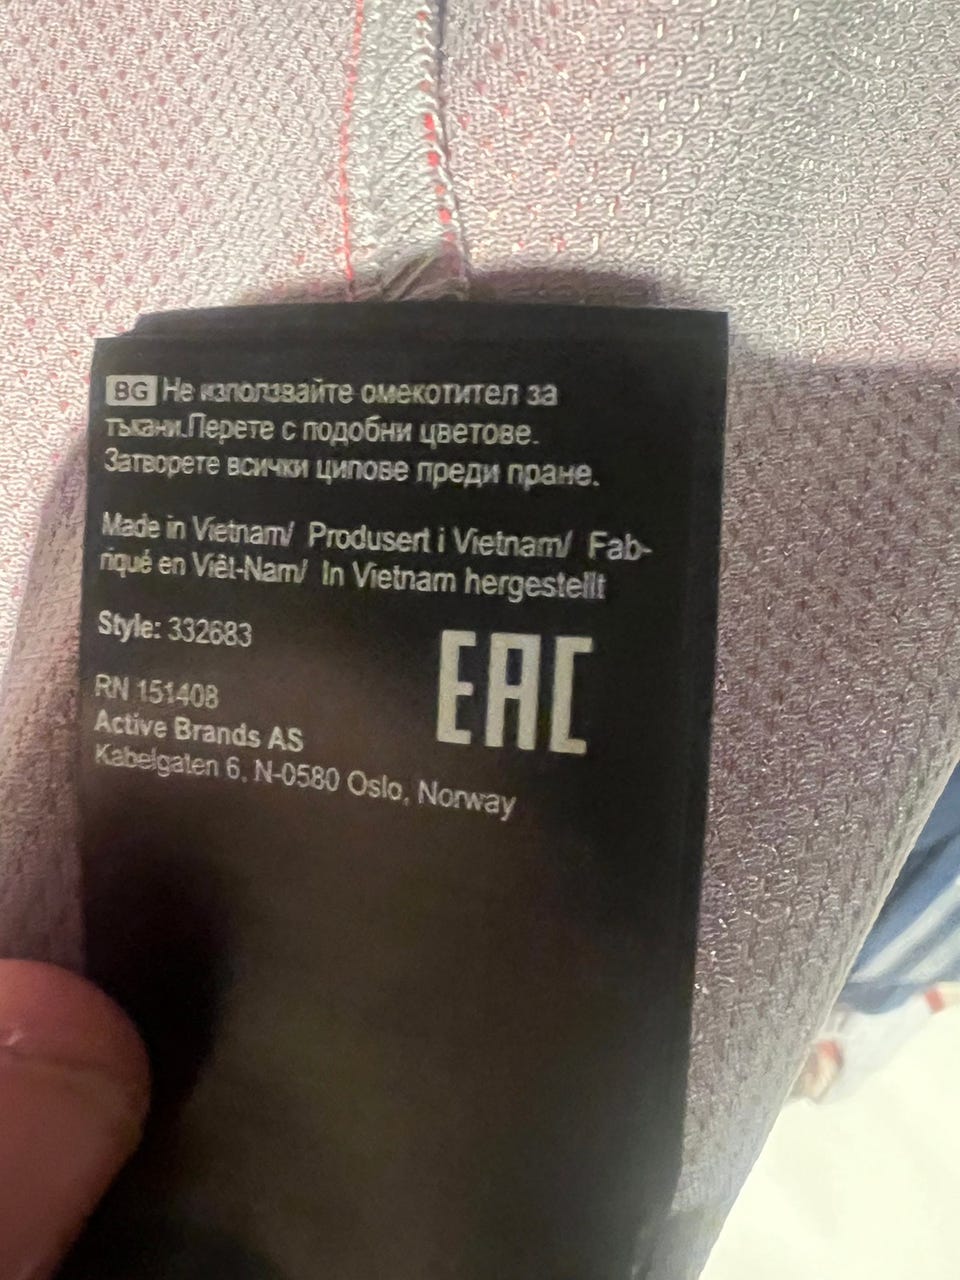 BG Не използвайте омекотител за
тъкани.Перете с подобни цветове.
Затворете всички ципове преди пране.
Made in Vietnam/ Produsert i Vietnam/ Fab-
riqué en Viêt-Nam/ In Vietnam hergestellt
Style: 332683
EAC
RN 151408
Active Brands AS
Kabelgaten 6, N-0580 Oslo, Norway